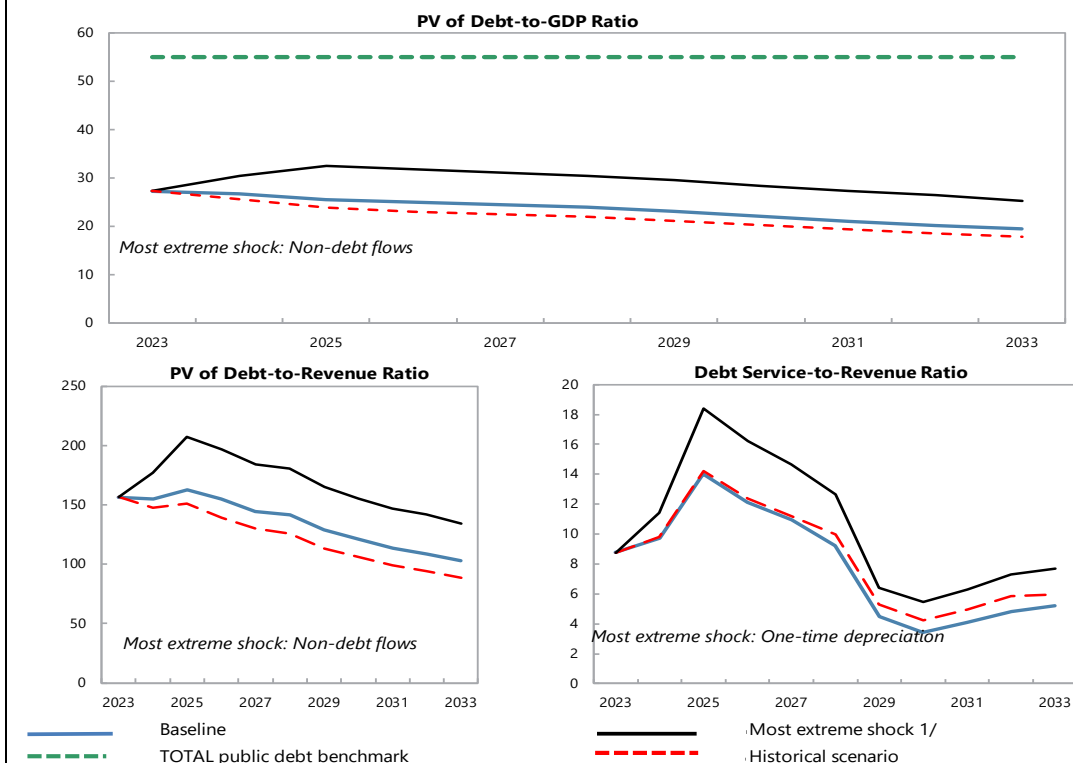 PV of Debt-to-GDP Ratio
60
50
40
30
20
10
0
Most extreme shock: Non-debt flows
2023 2025 2027 2029 2031 2033
PV of Debt-to-Revenue Ratio
250
200
150
100
50
0
Most extreme shock: Non-debt flows
2023 2025 2027 2029 2031 2033
Debt Service-to-Revenue Ratio
20
18
16
14
12
10
8
6
4
2
0
Most extreme shock: One-time depreciation
2023 2025 2027 2029 2031 2033
Baseline
Most extreme shock 1/
TOTAL public debt benchmark
Historical scenario